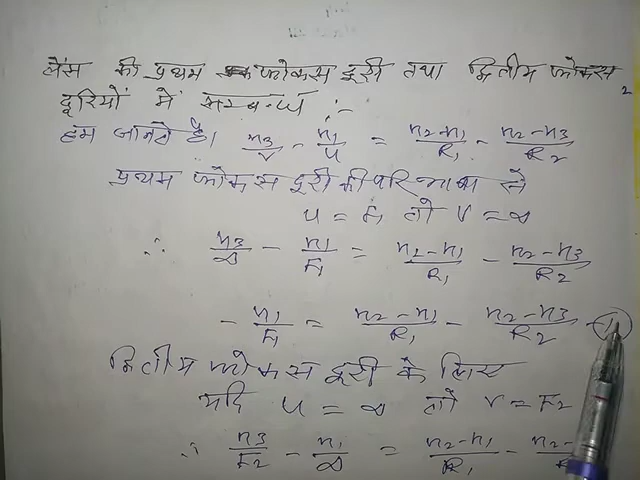 लेंस की प्रथम फोकस दूरी तथा द्वितीय फोकस
दूरियों में सम्बन्ध :-
हम जानते है। n3/V - n1/U = n2-n1/R1 - n2-n3/R2
प्रथम फोकस दूरी की परिभाषा से
U = F1 तो V = ∞
∴ n3/∞ - n1/F1 = n2-n1/R1 - n2-n3/R2
- n1/F1 = n2-n1/R1 - n2-n3/R2 -(1)
द्वितीय फोकस दूरी के लिए
यदि U = ∞ तो V = F2
∴ n3/F2 - n1/∞ = n2-n1/R1 - n2-